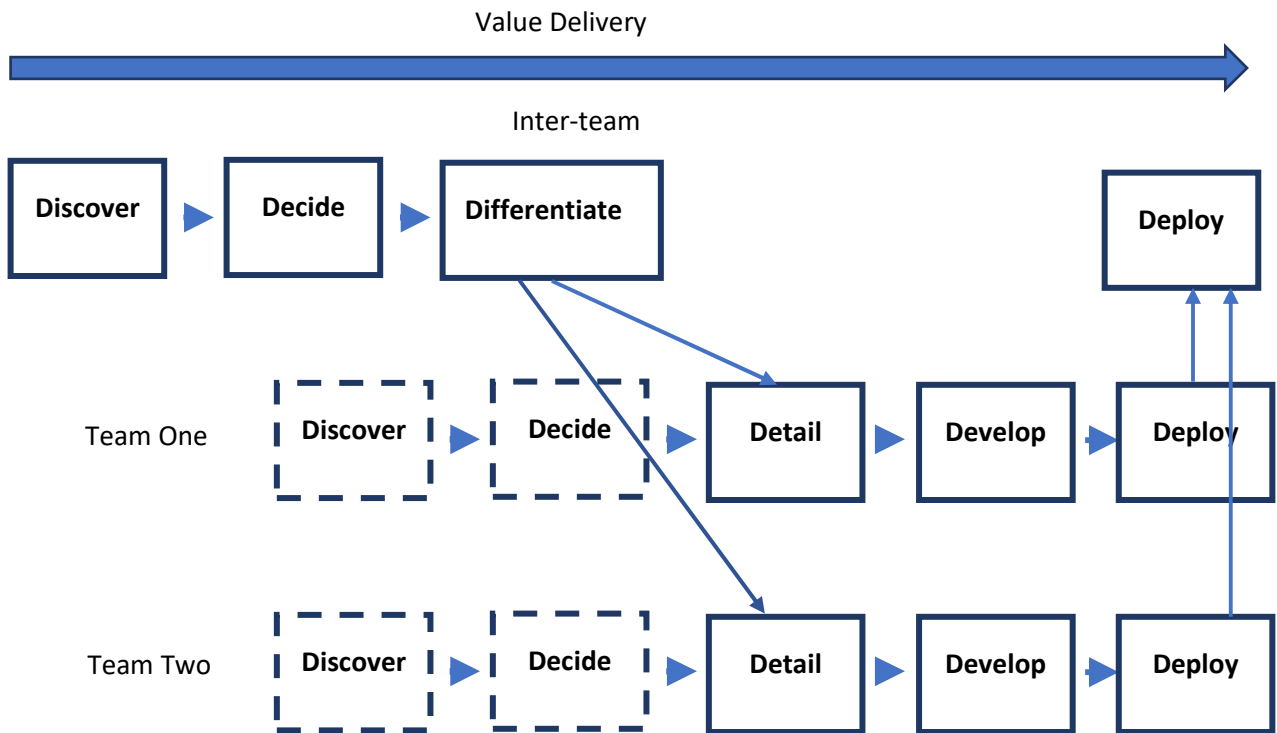 Value Delivery
Inter-team
Discover
Decide
Differentiate
Deploy
Team One
Discover
Decide
Detail
Develop
Deploy
Team Two
Discover
Decide
Detail
Develop
Deploy